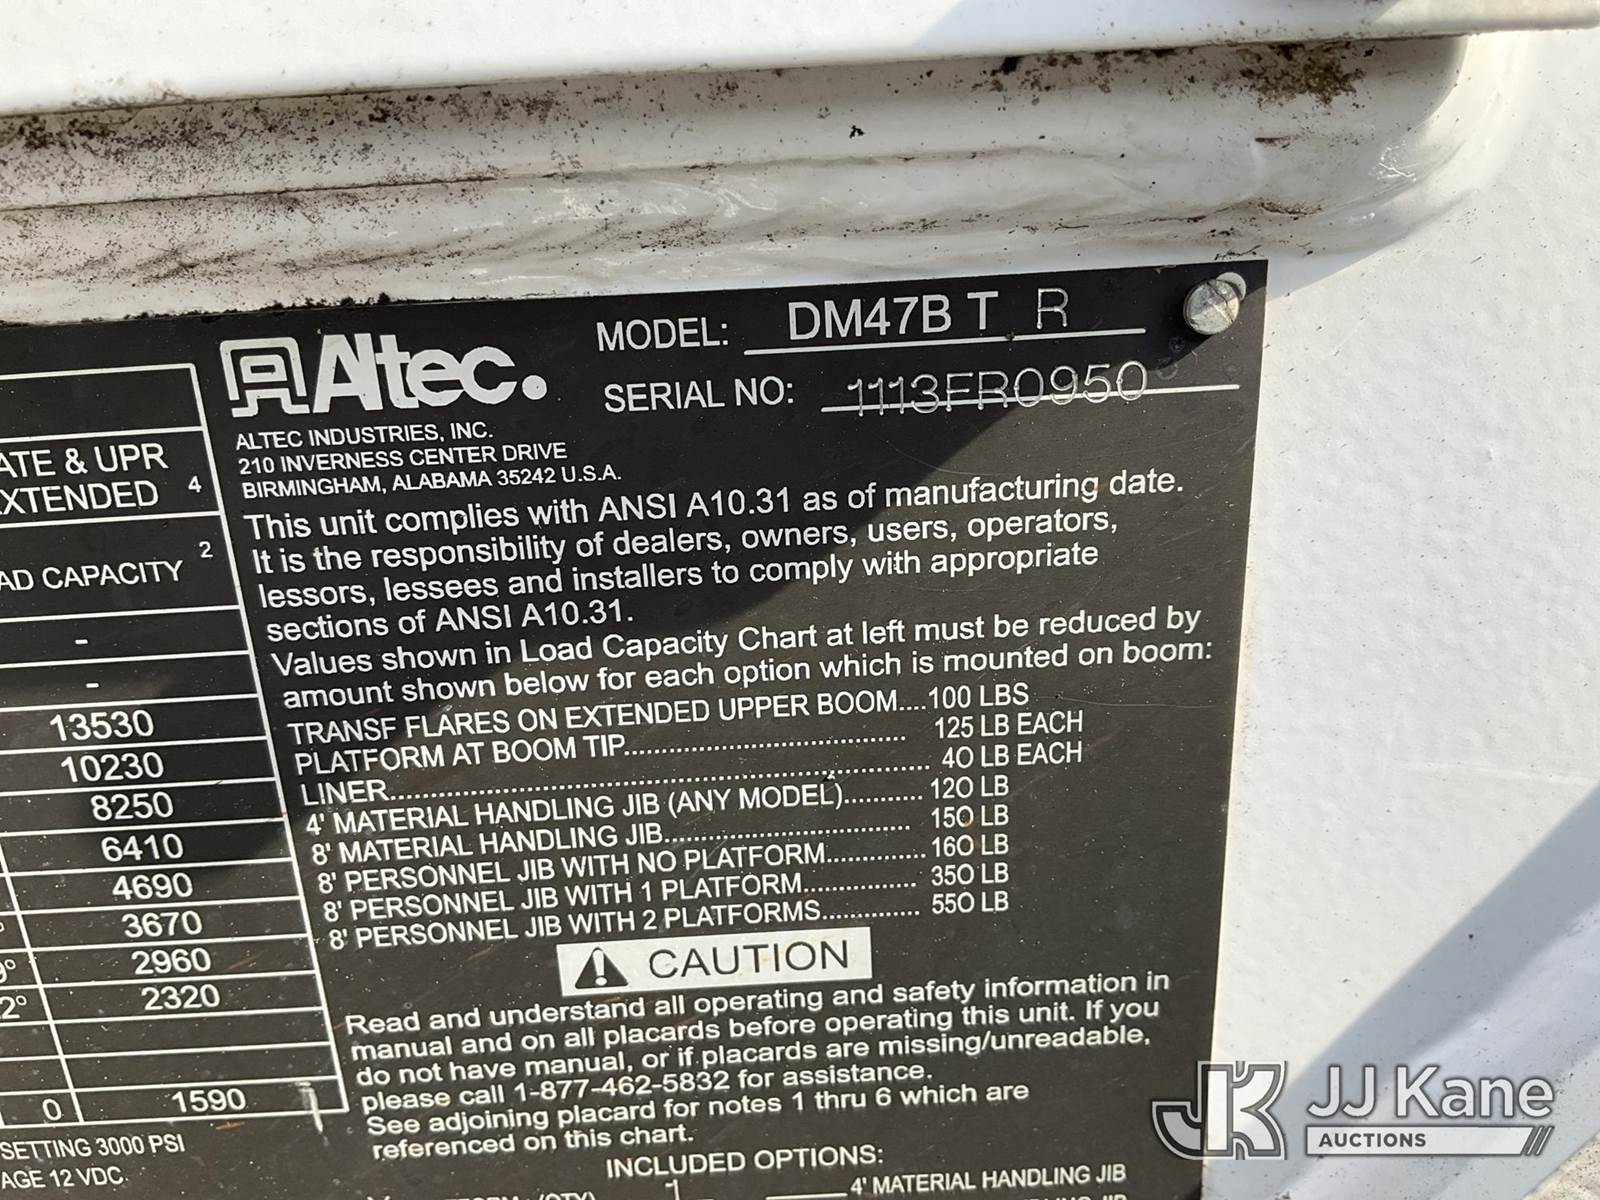 Altec.
MODEL: DM47B T R
SERIAL NO: 1113FR0950
ALTEC INDUSTRIES, INC.
210 INVERNESS CENTER DRIVE
BIRMINGHAM, ALABAMA 35242 U.S.A.
This unit complies with ANSI A10.31 as of manufacturing date.
It is the responsibility of dealers, owners, users, operators,
lessors, lessees and installers to comply with appropriate
sections of ANSI A10.31.
Values shown in Load Capacity Chart at left must be reduced by
amount shown below for each option which is mounted on boom:
TRANSF FLARES ON EXTENDED UPPER BOOM....100 LBS
PLATFORM AT BOOM TIP.......................................... 125 LB EACH
LINER................................................................................ 40 LB EACH
4' MATERIAL HANDLING JIB (ANY MODEL)........... 120 LB
8' MATERIAL HANDLING JIB................................... 150 LB
8' PERSONNEL JIB WITH NO PLATFORM.............. 160 LB
8' PERSONNEL JIB WITH 1 PLATFORM................ 350 LB
8' PERSONNEL JIB WITH 2 PLATFORMS.............. 550 LB
CAUTION
Read and understand all operating and safety information in
manual and on all placards before operating this unit. If you
do not have manual, or if placards are missing/unreadable,
please call 1-877-462-5832 for assistance.
See adjoining placard for notes 1 thru 6 which are
referenced on this chart.
INCLUDED OPTIONS:
4' MATERIAL HANDLING JIB
ATE & UPR
XTENDED 4
AD CAPACITY 2
-
-
13530
10230
8250
6410
4690
3670
2960
2° 2320
0 1590
SETTING 3000 PSI
AGE 12 VDC.
JK JJ Kane
AUCTIONS